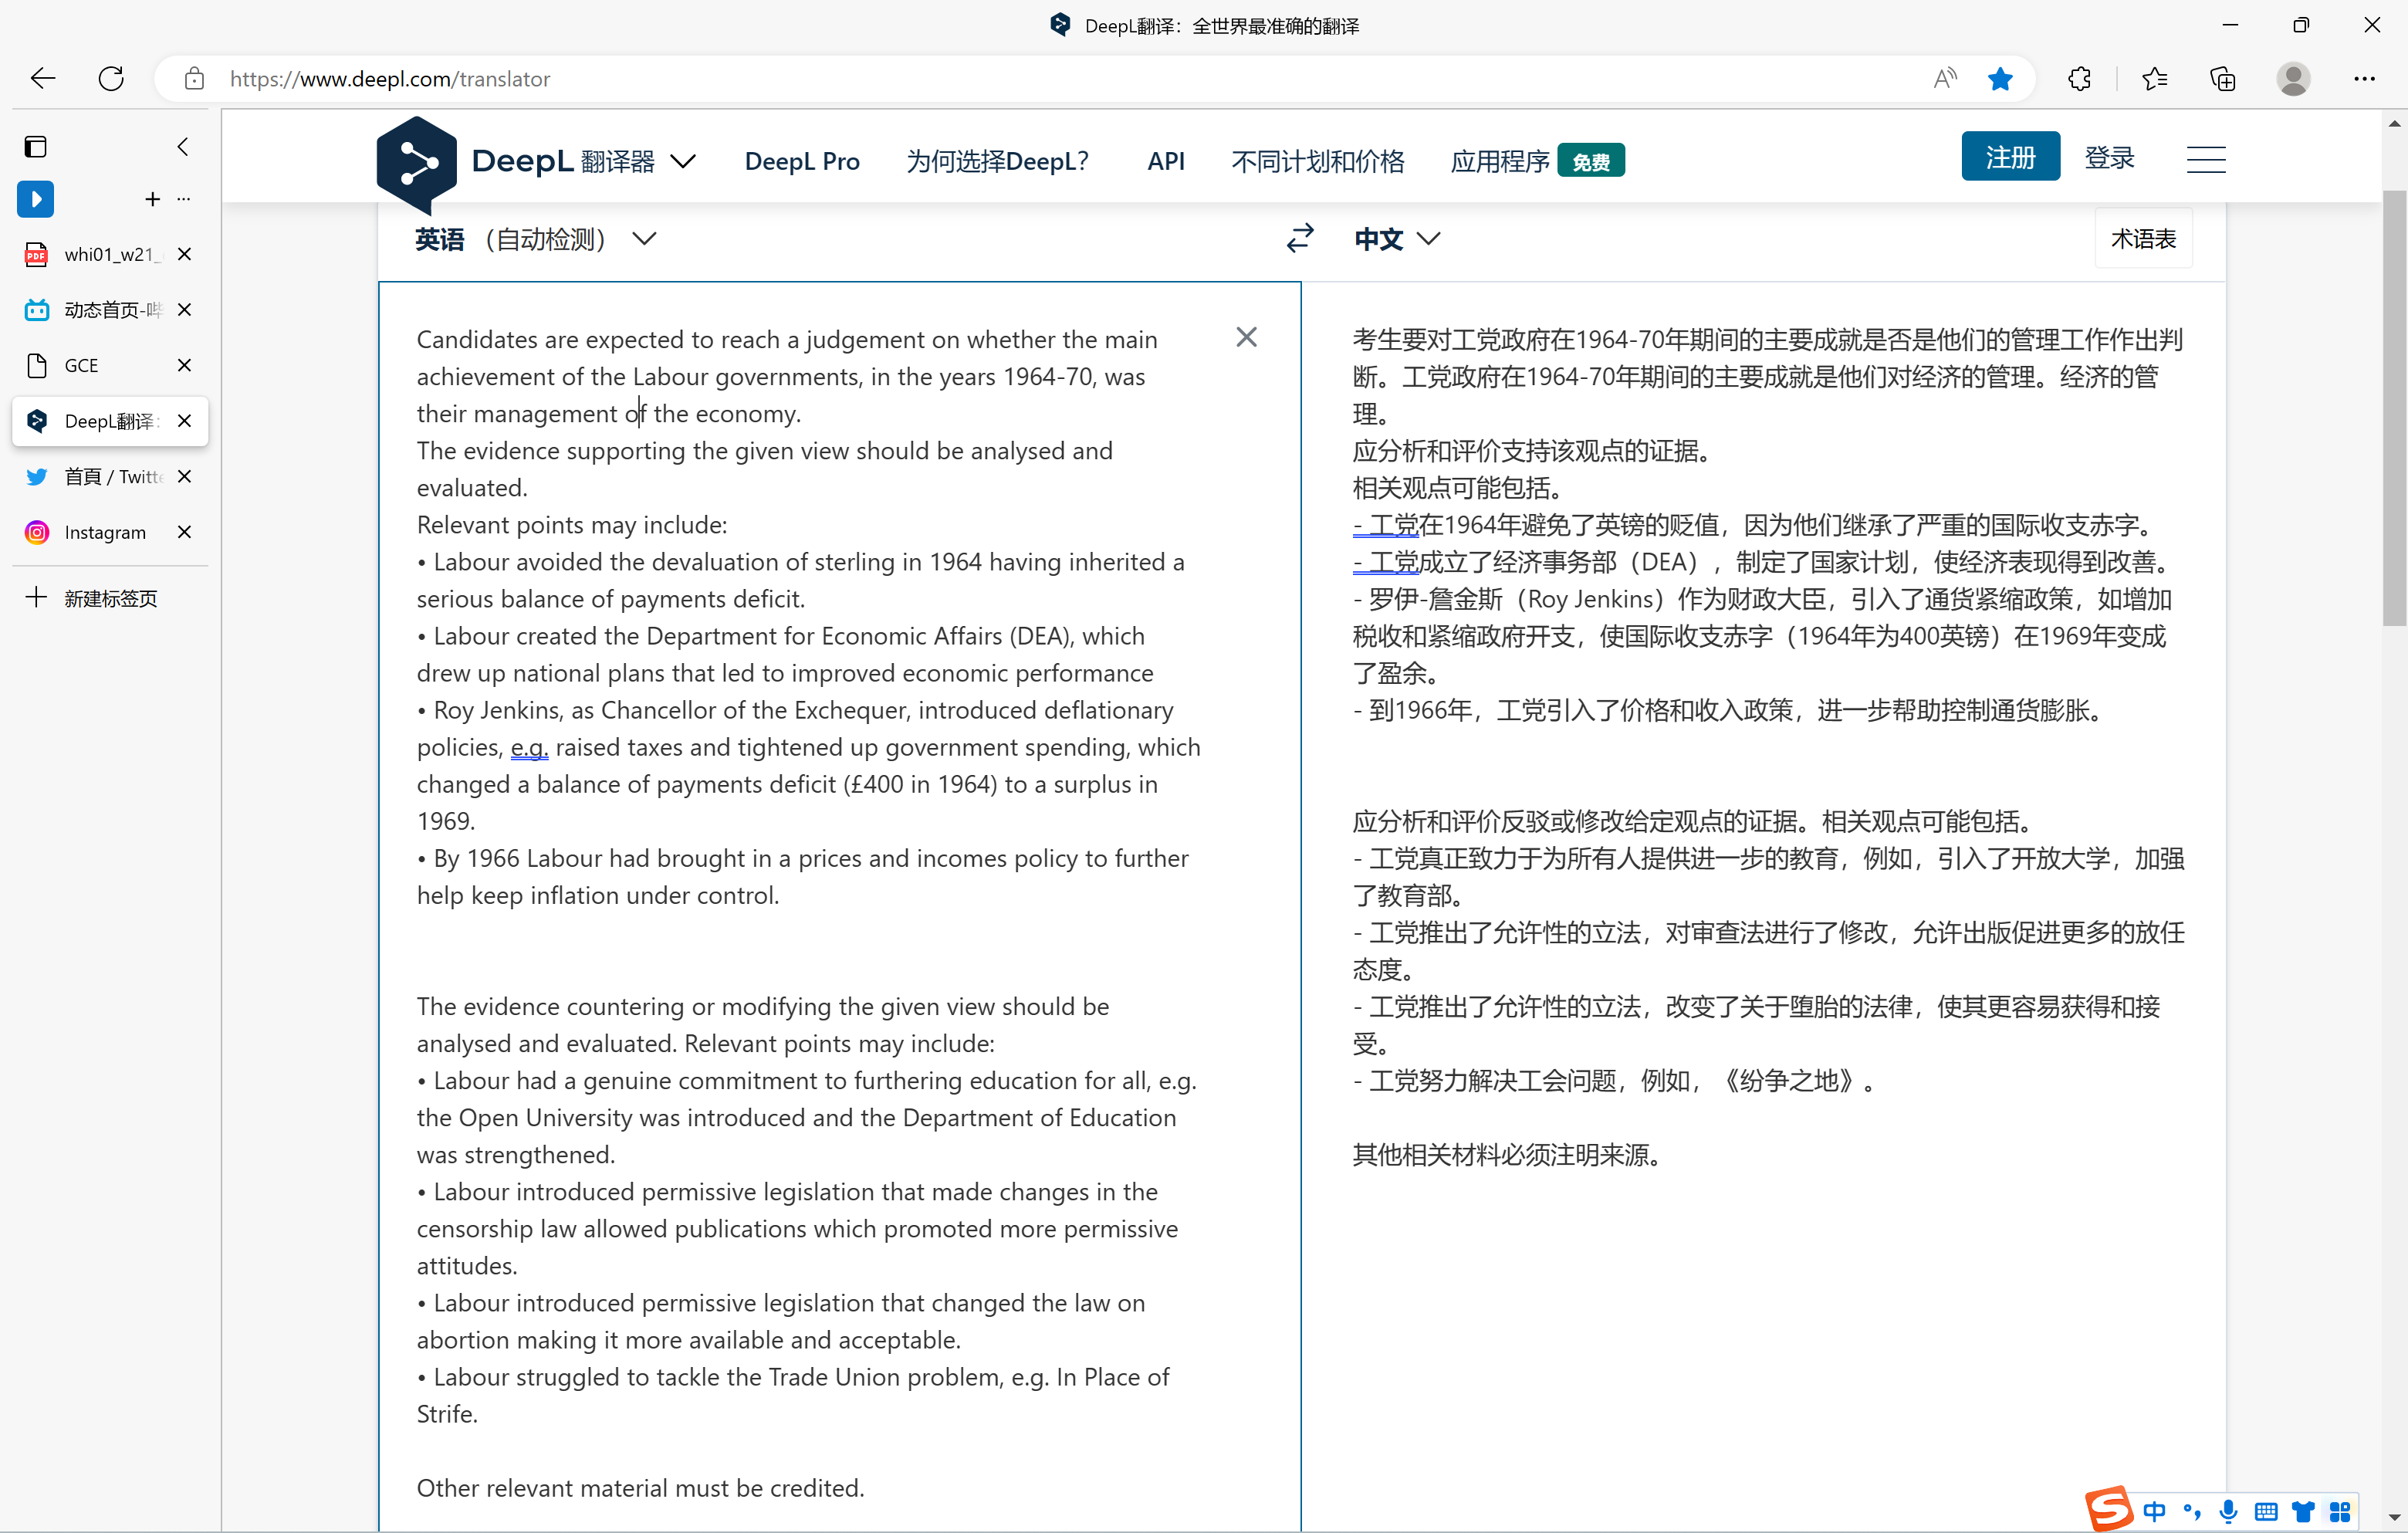 DeepL翻译：全世界最准确的翻译
https://www.deepl.com/translator
whi01_w21_
动态首页-哔
GCE
DeepL翻译：
首頁 / Twitte
Instagram
新建标签页
DeepL 翻译器
DeepL Pro
为何选择DeepL?
API
不同计划和价格
应用程序 免费
注册
登录
英语 （自动检测）
中文
术语表
Candidates are expected to reach a judgement on whether the main
achievement of the Labour governments, in the years 1964-70, was
their management of the economy.
The evidence supporting the given view should be analysed and
evaluated.
Relevant points may include:
• Labour avoided the devaluation of sterling in 1964 having inherited a
serious balance of payments deficit.
• Labour created the Department for Economic Affairs (DEA), which
drew up national plans that led to improved economic performance
• Roy Jenkins, as Chancellor of the Exchequer, introduced deflationary
policies, e.g. raised taxes and tightened up government spending, which
changed a balance of payments deficit (£400 in 1964) to a surplus in
1969.
• By 1966 Labour had brought in a prices and incomes policy to further
help keep inflation under control.
The evidence countering or modifying the given view should be
analysed and evaluated. Relevant points may include:
• Labour had a genuine commitment to furthering education for all, e.g.
the Open University was introduced and the Department of Education
was strengthened.
• Labour introduced permissive legislation that made changes in the
censorship law allowed publications which promoted more permissive
attitudes.
• Labour introduced permissive legislation that changed the law on
abortion making it more available and acceptable.
• Labour struggled to tackle the Trade Union problem, e.g. In Place of
Strife.
Other relevant material must be credited.
考生要对工党政府在1964-70年期间的主要成就是否是他们的管理工作作出判
断。工党政府在1964-70年期间的主要成就是他们对经济的管理。经济的管
理。
应分析和评价支持该观点的证据。
相关观点可能包括。
- 工党在1964年避免了英镑的贬值，因为他们继承了严重的国际收支赤字。
- 工党成立了经济事务部（DEA），制定了国家计划，使经济表现得到改善。
- 罗伊-詹金斯（Roy Jenkins）作为财政大臣，引入了通货紧缩政策，如增加
税收和紧缩政府开支，使国际收支赤字（1964年为400英镑）在1969年变成
了盈余。
- 到1966年，工党引入了价格和收入政策，进一步帮助控制通货膨胀。
应分析和评价反驳或修改给定观点的证据。相关观点可能包括。
- 工党真正致力于为所有人提供进一步的教育，例如，引入了开放大学，加强
了教育部。
- 工党推出了允许性的立法，对审查法进行了修改，允许出版促进更多的放任
态度。
- 工党推出了允许性的立法，改变了关于堕胎的法律，使其更容易获得和接
受。
- 工党努力解决工会问题，例如，《纷争之地》。
其他相关材料必须注明来源。
中